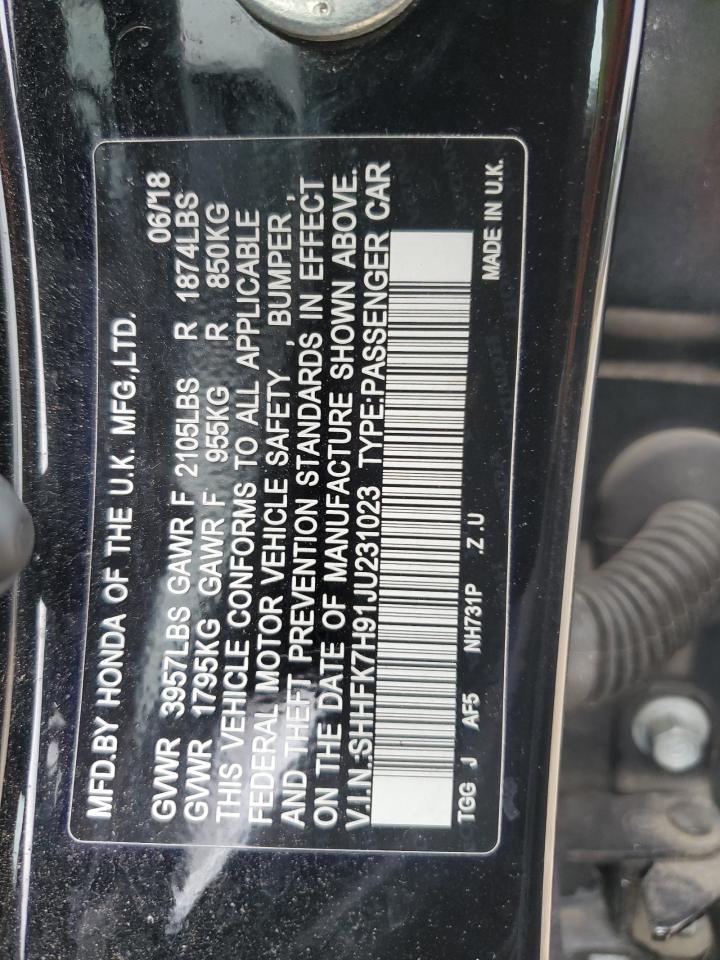 MFD.BY HONDA OF THE U.K. MFG.,LTD. 06/18
GVWR 3957LBS GAWR F 2105LBS R 1874LBS
GVWR 1795KG GAWR F 955KG R 850KG
THIS VEHICLE CONFORMS TO ALL APPLICABLE
FEDERAL MOTOR VEHICLE SAFETY , BUMPER ,
AND THEFT PREVENTION STANDARDS IN EFFECT
ON THE DATE OF MANUFACTURE SHOWN ABOVE.
V.I.N.:SHHFK7H91JU231023 TYPE:PASSENGER CAR
TGG J AF5 NH731P .Z .U MADE IN U.K.